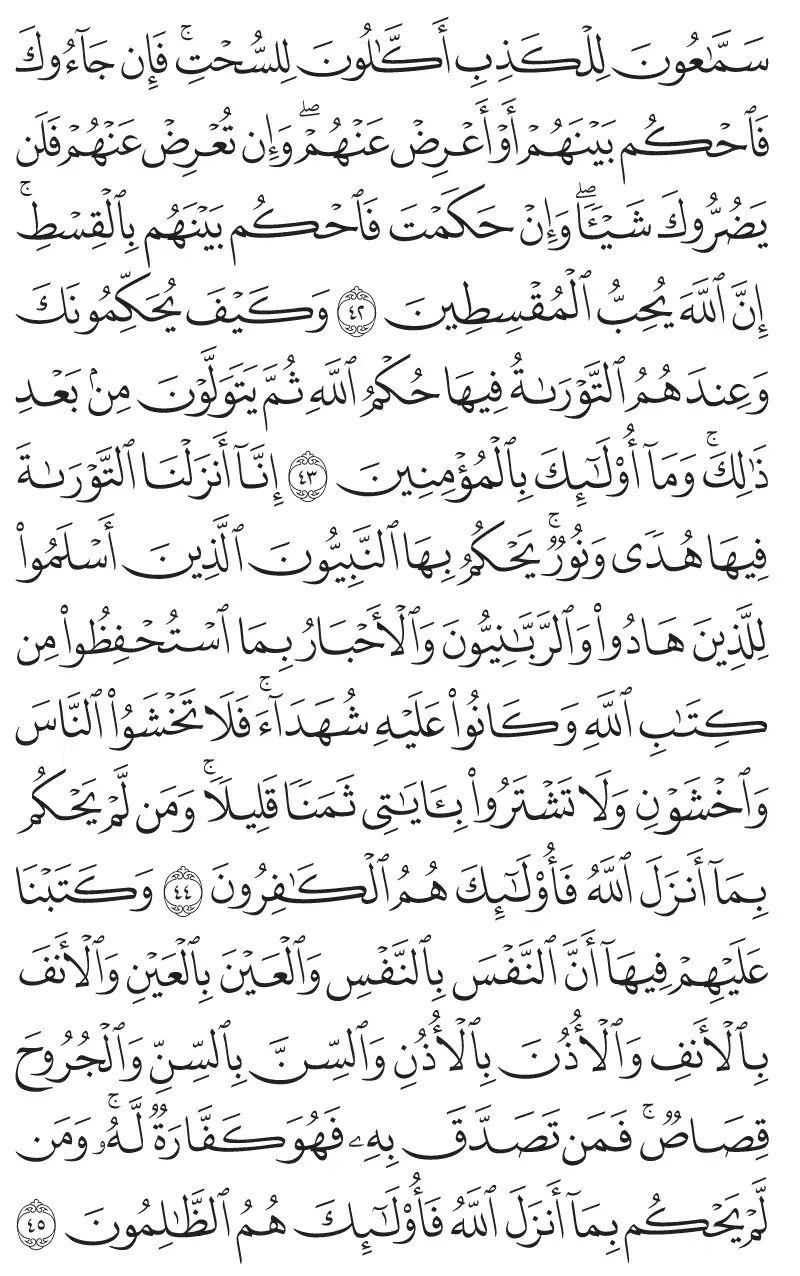 سَمَّٰعُونَ لِلْكَذِبِ أَكَّٰلُونَ لِلسُّحْتِ ۚ فَإِن جَآءُوكَ
فَٱحْكُم بَيْنَهُمْ أَوْ أَعْرِضْ عَنْهُمْ ۖ وَإِن تُعْرِضْ عَنْهُمْ فَلَن
يَضُرُّوكَ شَيْـًٔا ۖ وَإِنْ حَكَمْتَ فَٱحْكُم بَيْنَهُم بِٱلْقِسْطِ ۚ
إِنَّ ٱللَّهَ يُحِبُّ ٱلْمُقْسِطِينَ ٤٢ وَكَيْفَ يُحَكِّمُونَكَ
وَعِندَهُمُ ٱلتَّوْرَىٰةُ فِيهَا حُكْمُ ٱللَّهِ ثُمَّ يَتَوَلَّوْنَ مِنۢ بَعْدِ
ذَٰلِكَ ۚ وَمَآ أُو۟لَٰٓئِكَ بِٱلْمُؤْمِنِينَ ٤٣ إِنَّآ أَنزَلْنَا ٱلتَّوْرَىٰةَ
فِيهَا هُدًى وَنُورٌ ۚ يَحْكُمُ بِهَا ٱلنَّبِيُّونَ ٱلَّذِينَ أَسْلَمُوا۟
لِلَّذِينَ هَادُوا۟ وَٱلرَّبَّٰنِيُّونَ وَٱلْأَحْبَارُ بِمَا ٱسْتُحْفِظُوا۟ مِن
كِتَٰبِ ٱللَّهِ وَكَانُوا۟ عَلَيْهِ شُهَدَآءَ ۚ فَلَا تَخْشَوُا۟ ٱلنَّاسَ
وَٱخْشَوْنِ وَلَا تَشْتَرُوا۟ بِـَٔايَٰتِى ثَمَنًا قَلِيلًا ۚ وَمَن لَّمْ يَحْكُم
بِمَآ أَنزَلَ ٱللَّهُ فَأُو۟لَٰٓئِكَ هُمُ ٱلْكَٰفِرُونَ ٤٤ وَكَتَبْنَا
عَلَيْهِمْ فِيهَآ أَنَّ ٱلنَّفْسَ بِٱلنَّفْسِ وَٱلْعَيْنَ بِٱلْعَيْنِ وَٱلْأَنفَ
بِٱلْأَنفِ وَٱلْأُذُنَ بِٱلْأُذُنِ وَٱلسِّنَّ بِٱلسِّنِّ وَٱلْجُرُوحَ
قِصَاصٌ ۚ فَمَن تَصَدَّقَ بِهِۦ فَهُوَ كَفَّارَةٌ لَّهُۥ ۚ وَمَن
لَّمْ يَحْكُم بِمَآ أَنزَلَ ٱللَّهُ فَأُو۟لَٰٓئِكَ هُمُ ٱلظَّٰلِمُونَ ٤٥